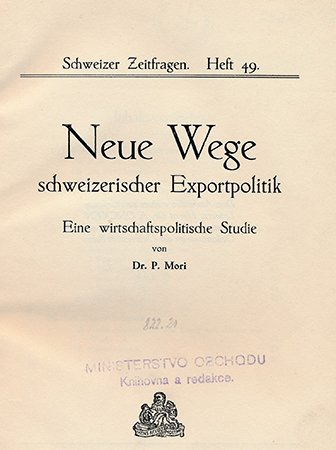 Schweizer Zeitfragen. Heft 49.
Neue Wege
schweizerischer Exportpolitik
Eine wirtschaftspolitische Studie
von
Dr. P. Mori
MINISTERSTVO OBCHODU
Knihovna a redakce.